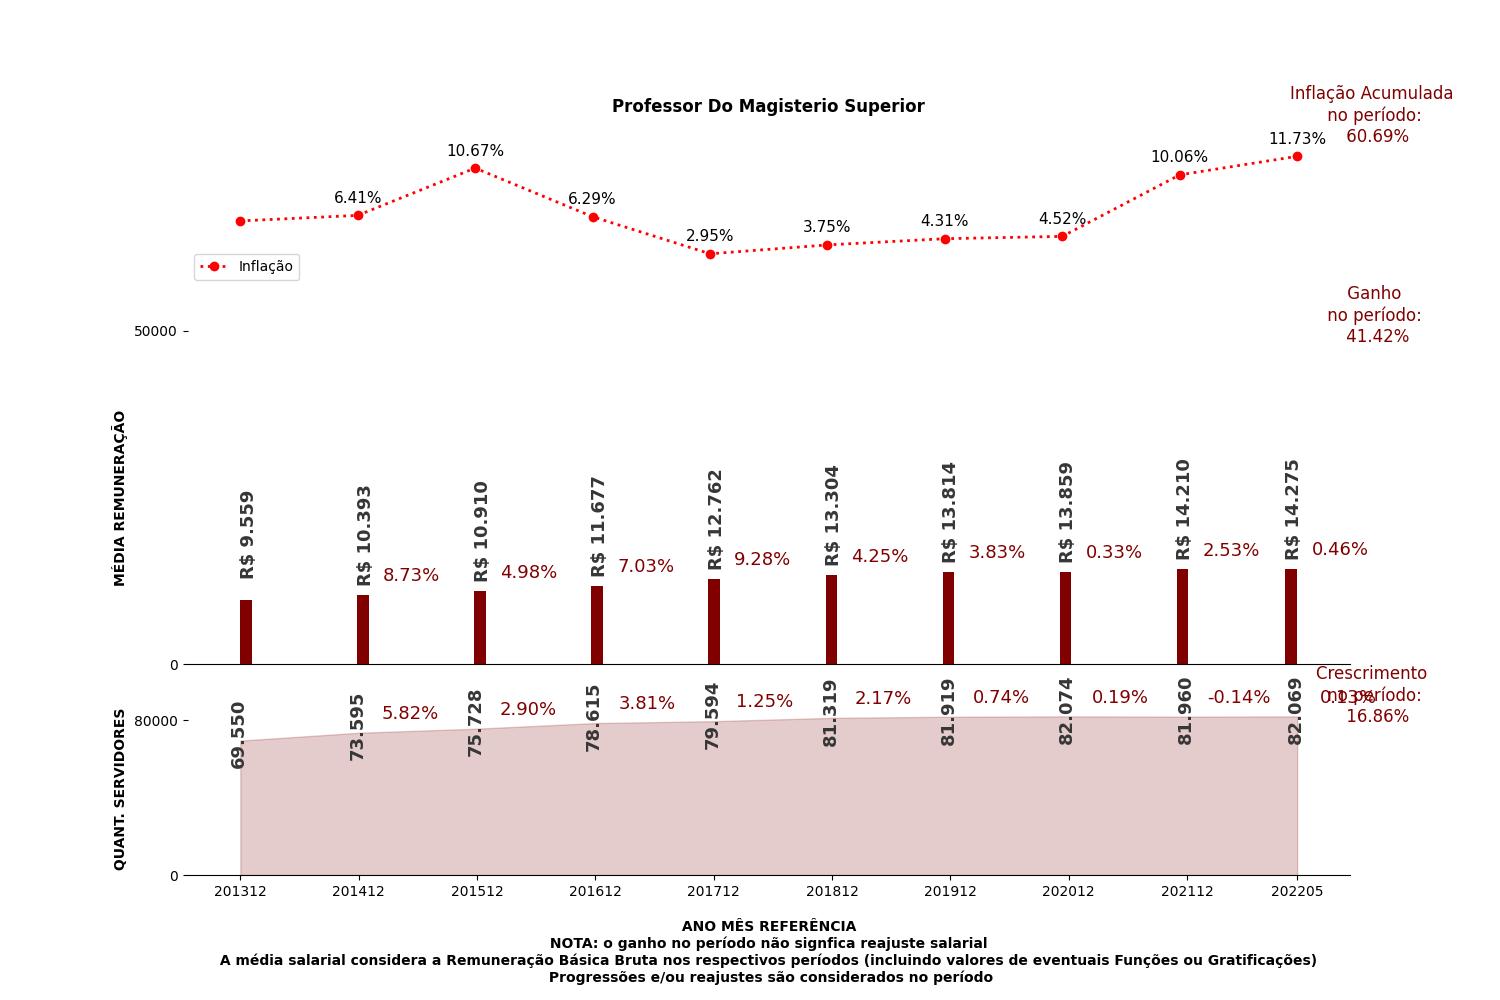 Professor Do Magisterio Superior
Inflação Acumulada
no período:
60.69%
6.41%
10.67%
6.29%
2.95%
3.75%
4.31%
4.52%
10.06%
11.73%
Inflação
Ganho
no período:
41.42%
50000
0
MÉDIA REMUNERAÇÃO
R$ 9.559
R$ 10.393
R$ 10.910
R$ 11.677
R$ 12.762
R$ 13.304
R$ 13.814
R$ 13.859
R$ 14.210
R$ 14.275
8.73%
4.98%
7.03%
9.28%
4.25%
3.83%
0.33%
2.53%
0.46%
Crescrimento
no período:
16.86%
80000
0
QUANT. SERVIDORES
69.550
73.595
75.728
78.615
79.594
81.319
81.919
82.074
81.960
82.069
5.82%
2.90%
3.81%
1.25%
2.17%
0.74%
0.19%
-0.14%
0.13%
201312
201412
201512
201612
201712
201812
201912
202012
202112
202205
ANO MÊS REFERÊNCIA
NOTA: o ganho no período não signfica reajuste salarial
A média salarial considera a Remuneração Básica Bruta nos respectivos períodos (incluindo valores de eventuais Funções ou Gratificações)
Progressões e/ou reajustes são considerados no período